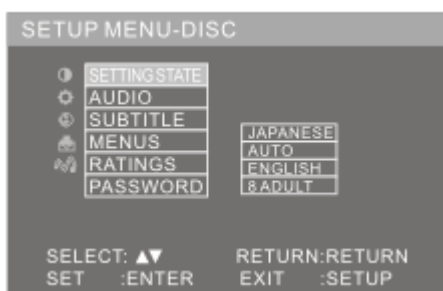 SETUP MENU-DISC
SETTING STATE
AUDIO
SUBTITLE
MENUS
RATINGS
PASSWORD
JAPANESE
AUTO
ENGLISH
8 ADULT
SELECT: ▲▼ RETURN:RETURN
SET :ENTER EXIT :SETUP